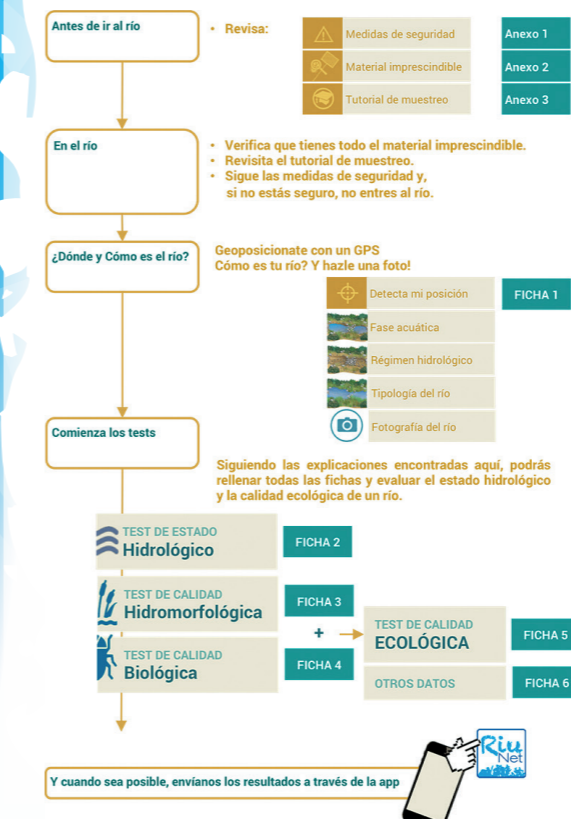 Antes de ir al río
• Revisa:
Medidas de seguridad
Anexo 1
Material imprescindible
Anexo 2
Tutorial de muestreo
Anexo 3
En el río
• Verifica que tienes todo el material imprescindible.
• Revisita el tutorial de muestreo.
• Sigue las medidas de seguridad y,
si no estás seguro, no entres al río.
¿Dónde y Cómo es el río?
Geoposicionate con un GPS
Cómo es tu río? Y hazle una foto!
Detecta mi posición
FICHA 1
Fase acuática
Régimen hidrológico
Tipología del río
Fotografía del río
Comienza los tests
Siguiendo las explicaciones encontradas aquí, podrás
rellenar todas las fichas y evaluar el estado hidrológico
y la calidad ecológica de un río.
TEST DE ESTADO
Hidrológico
FICHA 2
TEST DE CALIDAD
Hidromorfológica
FICHA 3
+
TEST DE CALIDAD
Biológica
FICHA 4
TEST DE CALIDAD
ECOLÓGICA
FICHA 5
OTROS DATOS
FICHA 6
Y cuando sea posible, envíanos los resultados a través de la app
Riu
Net